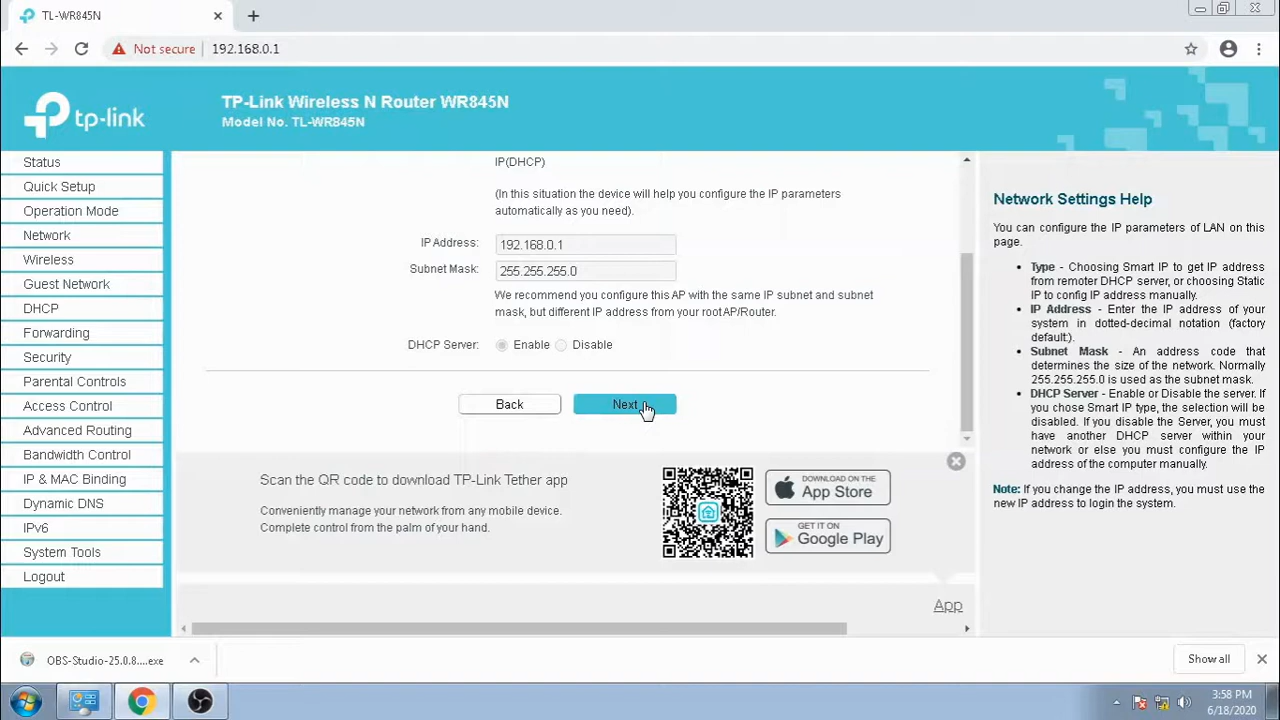 TL-WR845N
Not secure 192.168.0.1
tp-link
TP-Link Wireless N Router WR845N
Model No. TL-WR845N
Status
Quick Setup
Operation Mode
Network
Wireless
Guest Network
DHCP
Forwarding
Security
Parental Controls
Access Control
Advanced Routing
Bandwidth Control
IP & MAC Binding
Dynamic DNS
IPv6
System Tools
Logout
IP(DHCP)
(In this situation the device will help you configure the IP parameters
automatically as you need).
IP Address: 192.168.0.1
Subnet Mask: 255.255.255.0
We recommend you configure this AP with the same IP subnet and subnet
mask, but different IP address from your root AP/Router.
DHCP Server: Enable Disable
Back Next
Scan the QR code to download TP-Link Tether app
Conveniently manage your network from any mobile device.
Complete control from the palm of your hand.
DOWNLOAD ON THE
App Store
GET IT ON
Google Play
App
Network Settings Help
You can configure the IP parameters of LAN on this
page.
• Type - Choosing Smart IP to get IP address
from remoter DHCP server, or choosing Static
IP to config IP address manually.
• IP Address - Enter the IP address of your
system in dotted-decimal notation (factory
default:).
• Subnet Mask - An address code that
determines the size of the network. Normally
255.255.255.0 is used as the subnet mask.
• DHCP Server - Enable or Disable the server. If
you chose Smart IP type, the selection will be
disabled. If you disable the Server, you must
have another DHCP server within your
network or else you must configure the IP
address of the computer manually.
Note: If you change the IP address, you must use the
new IP address to login the system.
OBS-Studio-25.0.8....exe
Show all
3:58 PM
6/18/2020